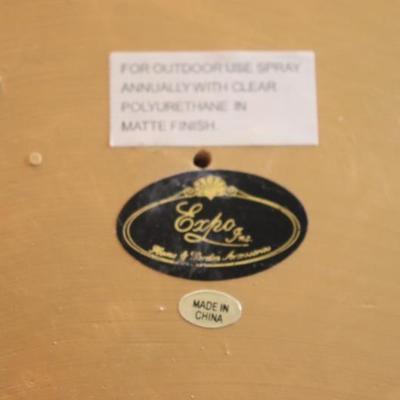 FOR OUTDOOR USE SPRAY
ANNUALLY WITH CLEAR
POLYURETHANE IN
MATTE FINISH.
Expo
Inc.
Home & Garden Accessories
MADE IN
CHINA